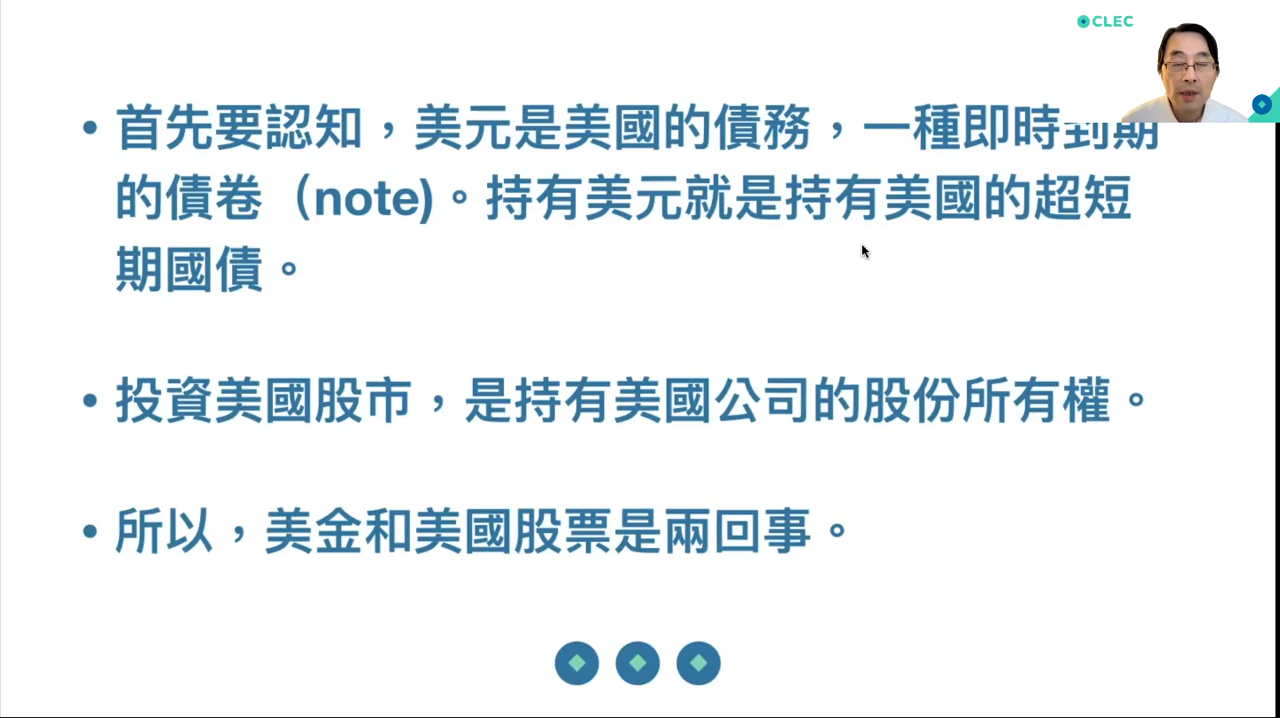 CLEC
• 首先要認知，美元是美國的債務，一種即時到期
的債卷（note)。持有美元就是持有美國的超短
期國債。
• 投資美國股市，是持有美國公司的股份所有權。
• 所以，美金和美國股票是兩回事。